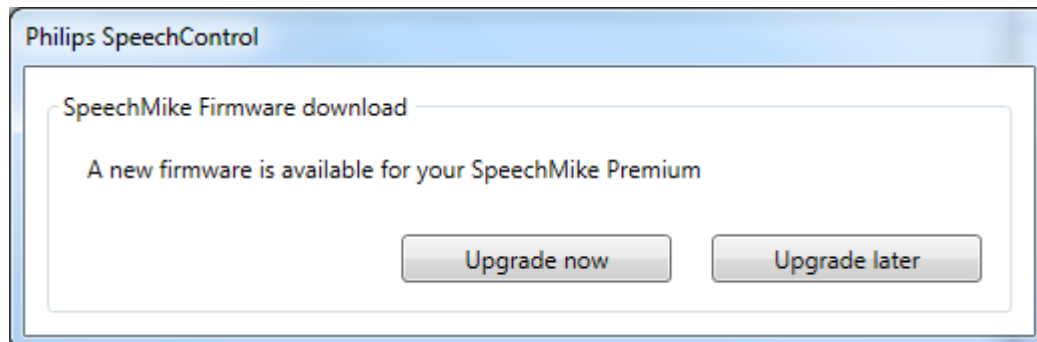 Philips SpeechControl
SpeechMike Firmware download
A new firmware is available for your SpeechMike Premium
Upgrade now Upgrade later